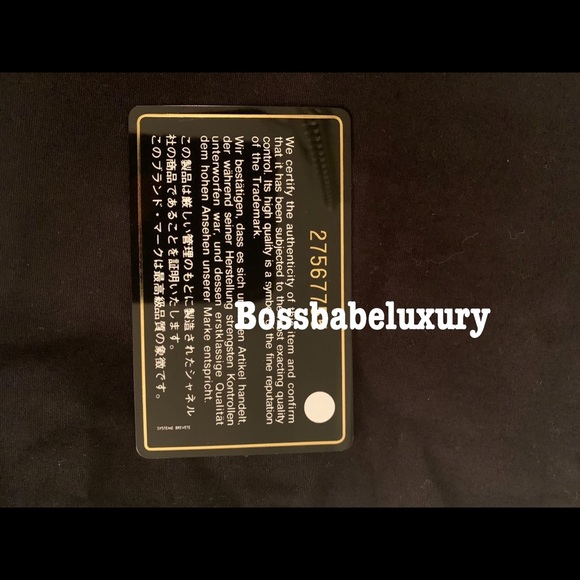 275677
We certify the authenticity of item and confirm
that it has been subjected to the most exacting quality
control. Its high quality is a symbol the fine reputation
of the Trademark.
Wir bestätigen, dass es sich um Artikel handelt,
der während seiner Herstellung strengsten Kontrollen
unterworfen war, und dessen erstklassige Qualität
dem hohen Ansehen unserer Marke entspricht.
この製品は厳しい管理のもとに製造されたシャネル
社の商品であることを証明いたします。
このブランド・マークは最高級品質の象徴です。
SYSTEME BREVETE
Bossbabeluxury